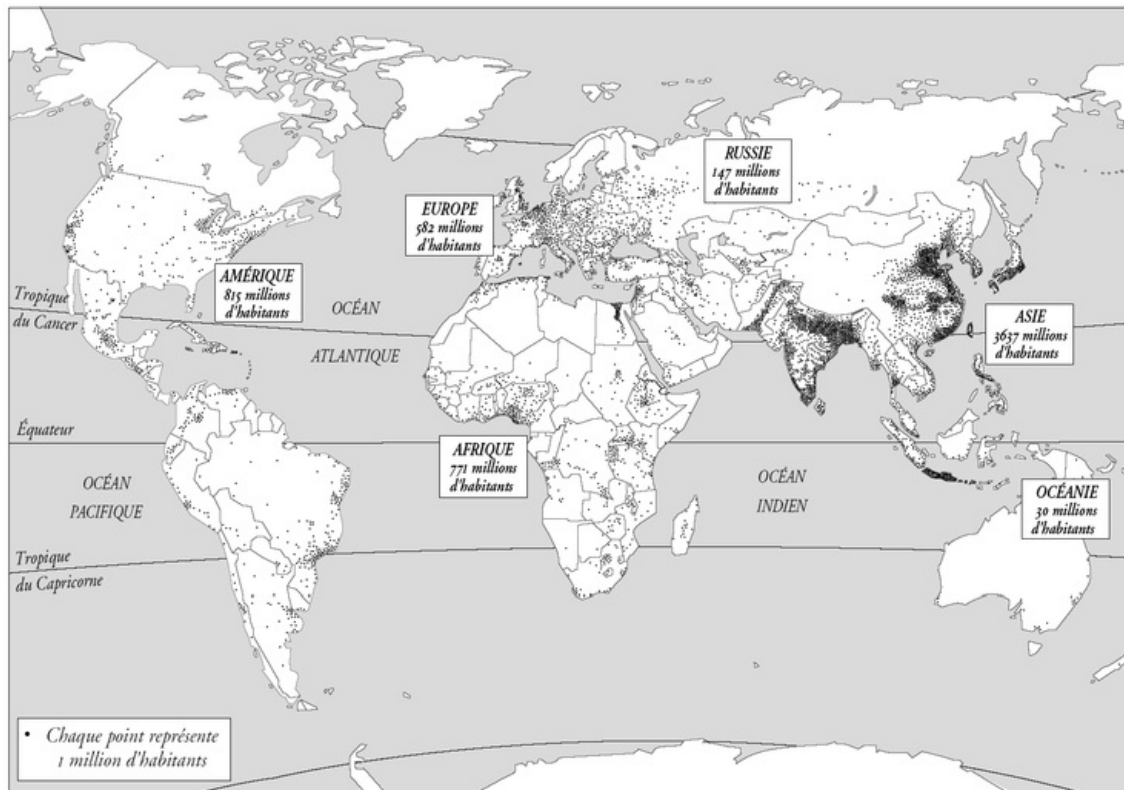 RUSSIE
147 millions
d'habitants
EUROPE
582 millions
d'habitants
AMÉRIQUE
815 millions
d'habitants
Tropique
du Cancer
OCÉAN
ATLANTIQUE
ASIE
3637 millions
d'habitants
Équateur
AFRIQUE
771 millions
d'habitants
OCÉAN
PACIFIQUE
OCÉAN
INDIEN
OCÉANIE
30 millions
d'habitants
Tropique
du Capricorne
• Chaque point représente
1 million d'habitants